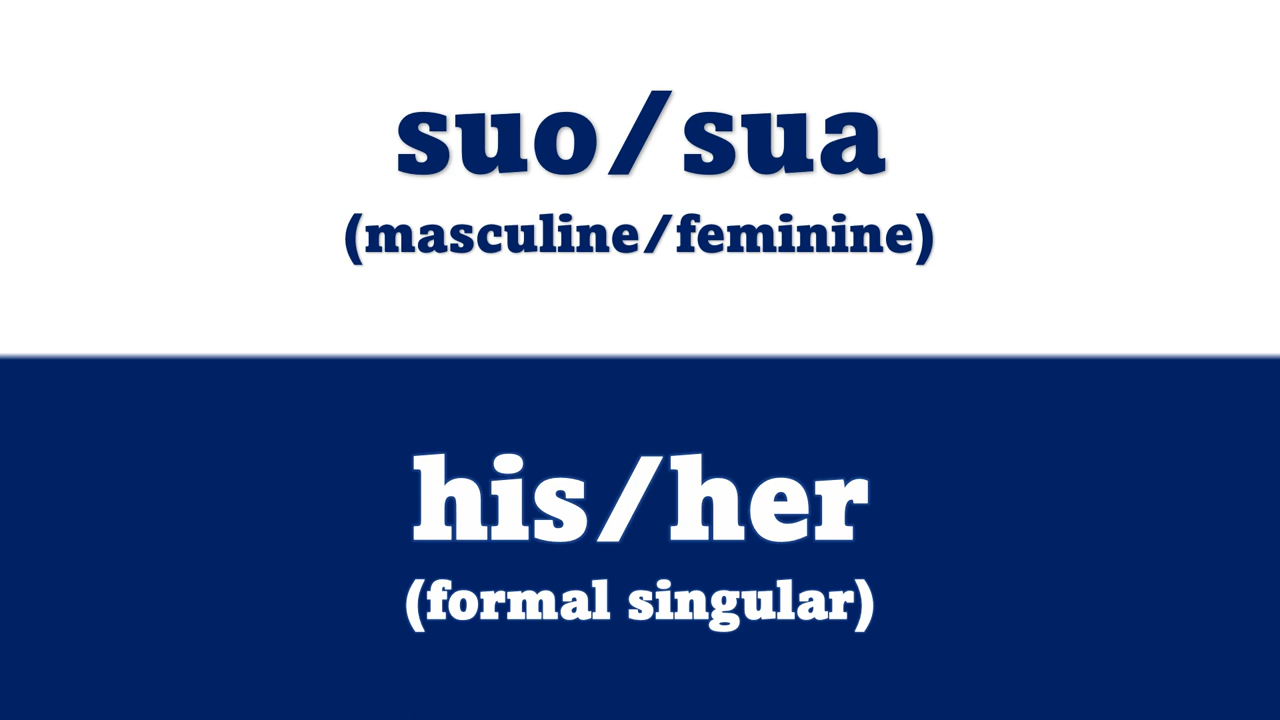 suo/sua
(masculine/feminine)
his/her
(formal singular)